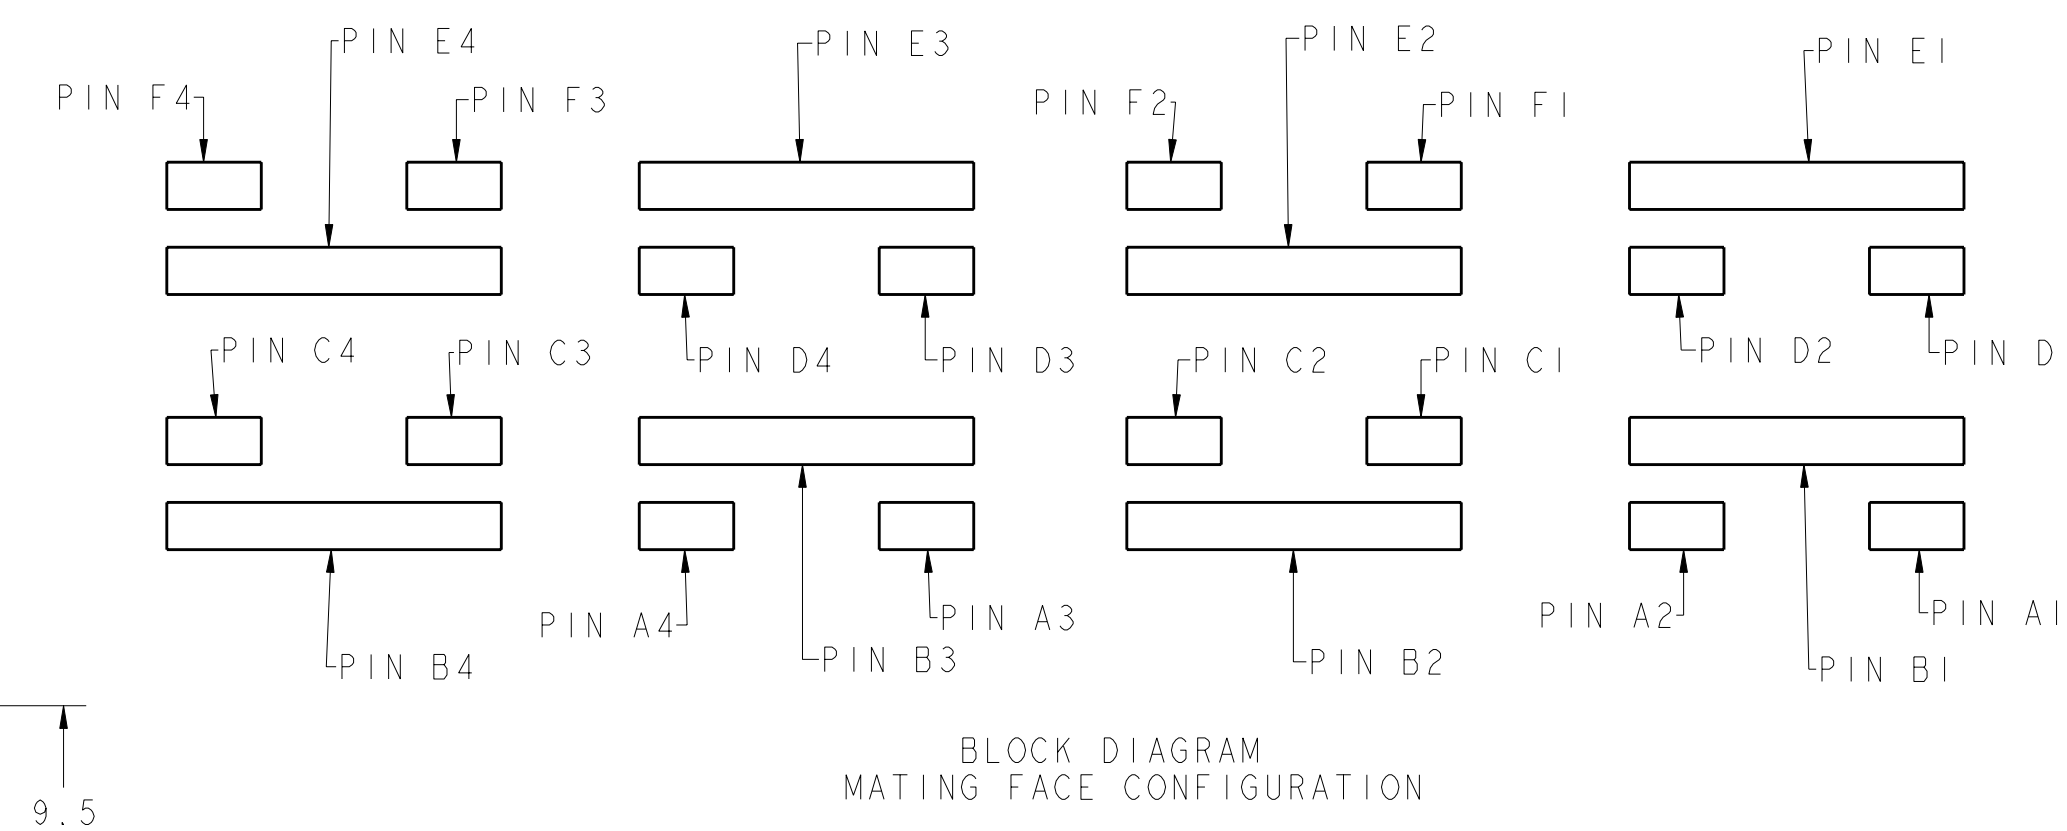 PIN E4
PIN E3
PIN E2
PIN E1
PIN F4
PIN F3
PIN F2
PIN F1
PIN C4
PIN C3
PIN D4
PIN D3
PIN C2
PIN C1
PIN D2
PIN D
PIN A4
PIN A3
PIN A2
PIN A1
PIN B4
PIN B3
PIN B2
PIN B1
BLOCK DIAGRAM
MATING FACE CONFIGURATION
9.5